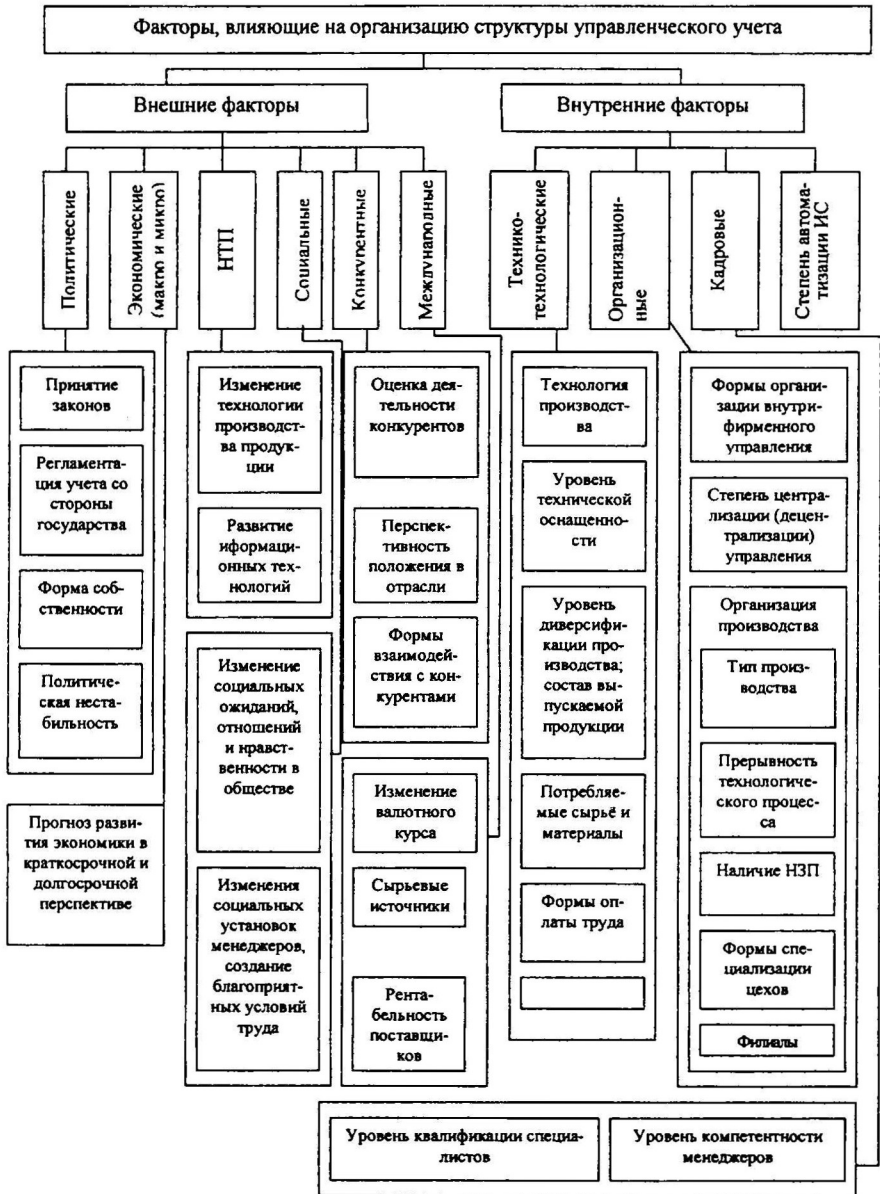 Факторы, влияющие на организацию структуры управленческого учета
Внешние факторы
Внутренние факторы
Политические
Экономические
(макро и микро)
НТП
Социальные
Конкурентные
Международные
Технико-
технологические
Организацион-
ные
Кадровые
Степень автома-
тизации ИС
Принятие
законов
Регламента-
ция учета со
стороны
государства
Форма соб-
ственности
Политиче-
ская неста-
бильность
Прогноз разви-
тия экономики в
краткосрочной и
долгосрочной
перспективе
Изменение
технологии
производст-
ва продук-
ции
Развитие
иформаци-
онных тех-
нологий
Изменение
социальных
ожиданий,
отношений
и нравст-
венности в
обществе
Изменения
социальных
установок
менеджеров,
создание
благоприят-
ных условий
труда
Оценка дея-
тельности
конкурентов
Перспек-
тивность
положения в
отрасли
Формы
взаимодей-
ствия с кон-
курентами
Изменение
валютного
курса
Сырьевые
источники
Рента-
бельность
поставщи-
ков
Технология
производст-
ва
Уровень
технической
оснащенно-
сти
Уровень
диверсифи-
кации про-
изводства;
состав вы-
пускаемой
продукции
Потребляе-
мые сырьё и
материалы
Формы оп-
латы труда
Формы органи-
зации внутри-
фирменного
управления
Степень центра-
лизации (децен-
трализации)
управления
Организация
производства
Тип произ-
водства
Прерывность
технологиче-
ского процес-
са
Наличие НЗП
Формы спе-
циализации
цехов
Филиалы
Уровень квалификации специа-
листов
Уровень компетентности
менеджеров